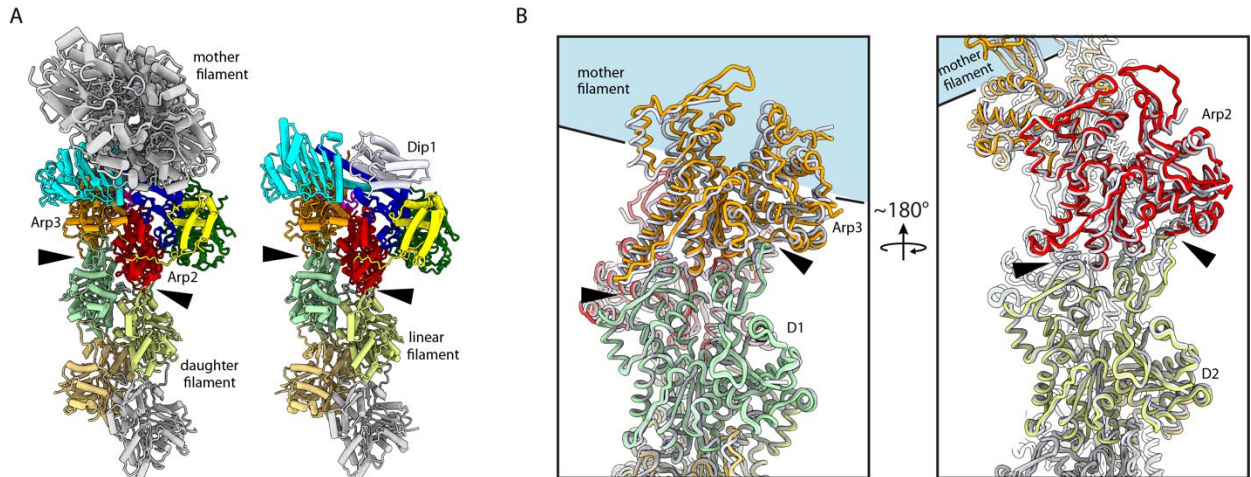 A
mother
filament
Arp3
Arp2
daughter
filament
Dip1
linear
filament
B
mother
filament
Arp3
D1
~180°
mother
filament
Arp2
D2